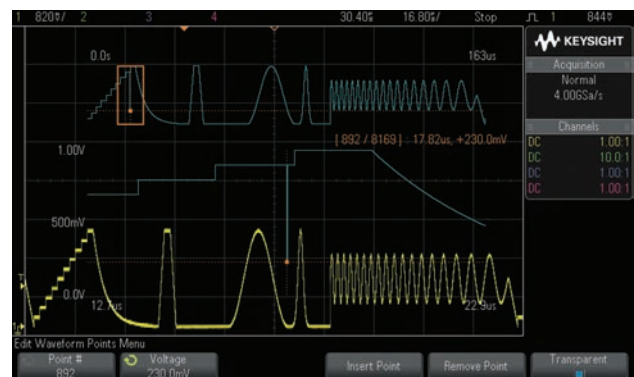 1 820▽/ 2 3 4 30.40s 16.80s/ Stop 1 844▽
KEYSIGHT
Acquisition
Normal
4.00GSa/s
Channels
DC 1.00:1
DC 10.0:1
DC 1.00:1
DC 1.00:1
0.0s
163us
[ 892 / 8169 ] : 17.82us, +230.0mV
1.00V
500mV
0.0V
12.7us
22.9us
Edit Waveform Points Menu
Point #
892
Voltage
230.0mV
Insert Point
Remove Point
Transparent